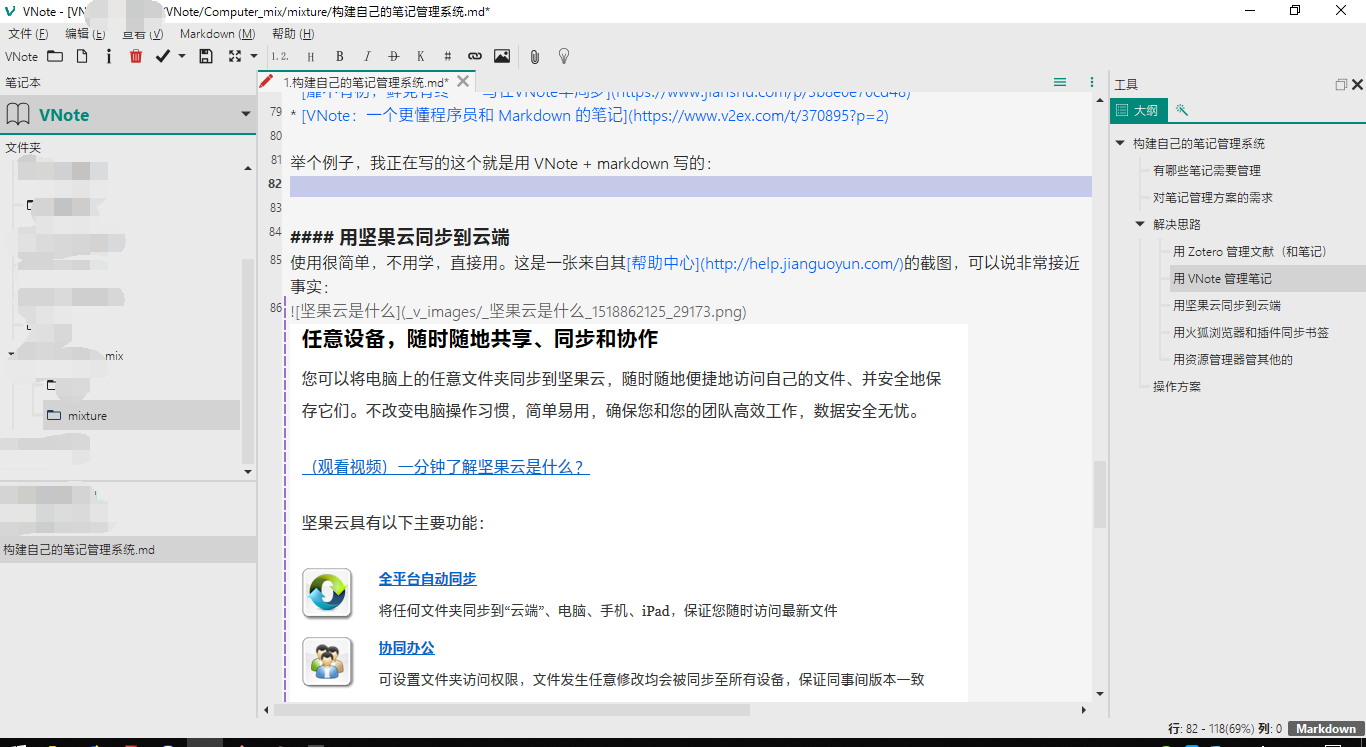 VNote - [VN
VNote/Computer_mix/mixture/构建自己的笔记管理系统.md*
文件 (F) 编辑 (E) 查看 (V) Markdown (M) 帮助 (H)
VNote
1. 2. H B I D K #
笔记本
VNote
文件夹
mix
mixture
构建自己的笔记管理系统.md
1.构建自己的笔记管理系统.md*
79 * [VNote：一个更懂程序员和 Markdown 的笔记](https://www.v2ex.com/t/370895?p=2)
80
81 举个例子，我正在写的这个就是用 VNote + markdown 写的：
82
83
84 #### 用坚果云同步到云端
85 使用很简单，不用学，直接用。这是一张来自其[帮助中心](http://help.jianguoyun.com/)的截图，可以说非常接近
事实：
86 ![坚果云是什么](_v_images/_坚果云是什么_1518862125_29173.png)
任意设备，随时随地共享、同步和协作
您可以将电脑上的任意文件夹同步到坚果云，随时随地便捷地访问自己的文件、并安全地保
存它们。不改变电脑操作习惯，简单易用，确保您和您的团队高效工作，数据安全无忧。
（观看视频）一分钟了解坚果云是什么？
坚果云具有以下主要功能：
全平台自动同步
将任何文件夹同步到“云端”、电脑、手机、iPad，保证您随时访问最新文件
协同办公
可设置文件夹访问权限，文件发生任意修改均会被同步至所有设备，保证同事间版本一致
工具
大纲
构建自己的笔记管理系统
有哪些笔记需要管理
对笔记管理方案的需求
解决思路
用 Zotero 管理文献（和笔记）
用 VNote 管理笔记
用坚果云同步到云端
用火狐浏览器和插件同步书签
用资源管理器管其他的
操作方案
行: 82 - 118(69%) 列: 0 Markdown